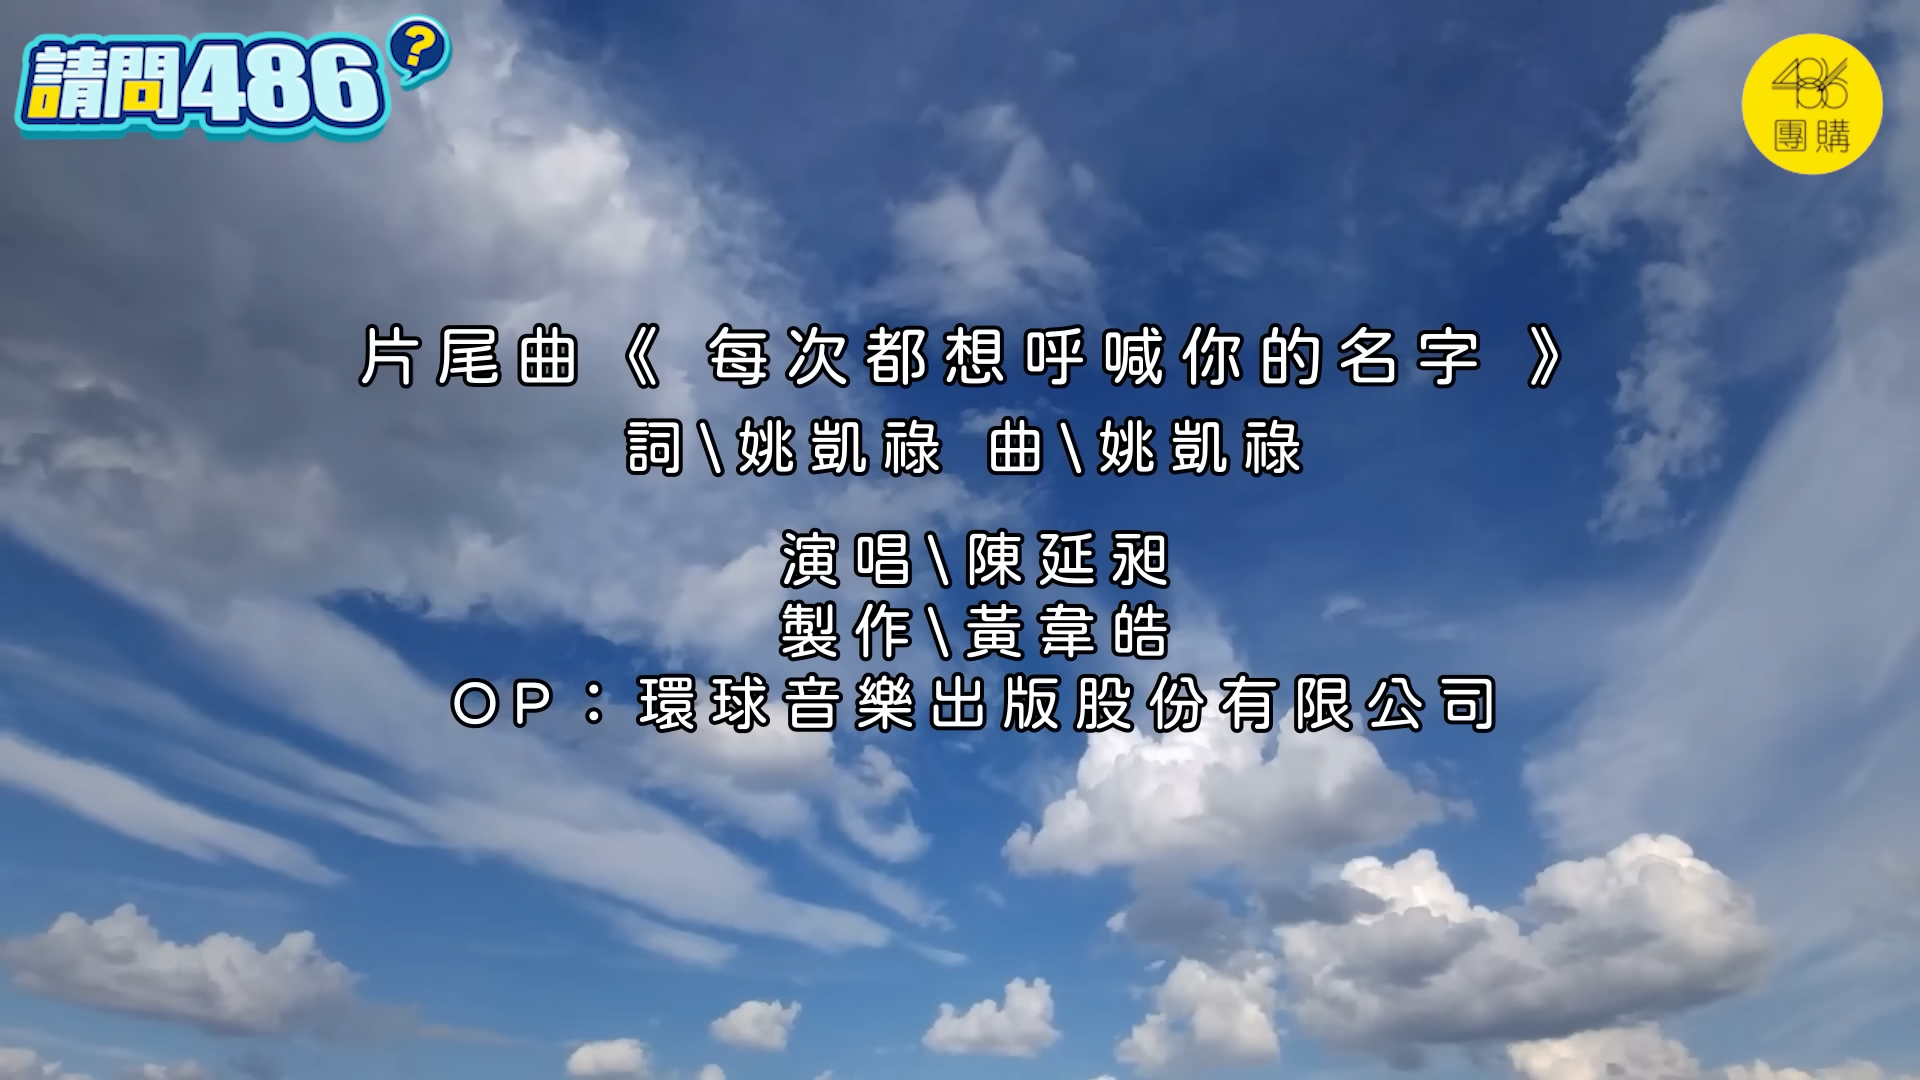 請問486?
486
團購
片尾曲《 每次都想呼喊你的名字 》
詞\姚凱祿 曲\姚凱祿
演唱\陳延昶
製作\黃韋皓
OP：環球音樂出版股份有限公司